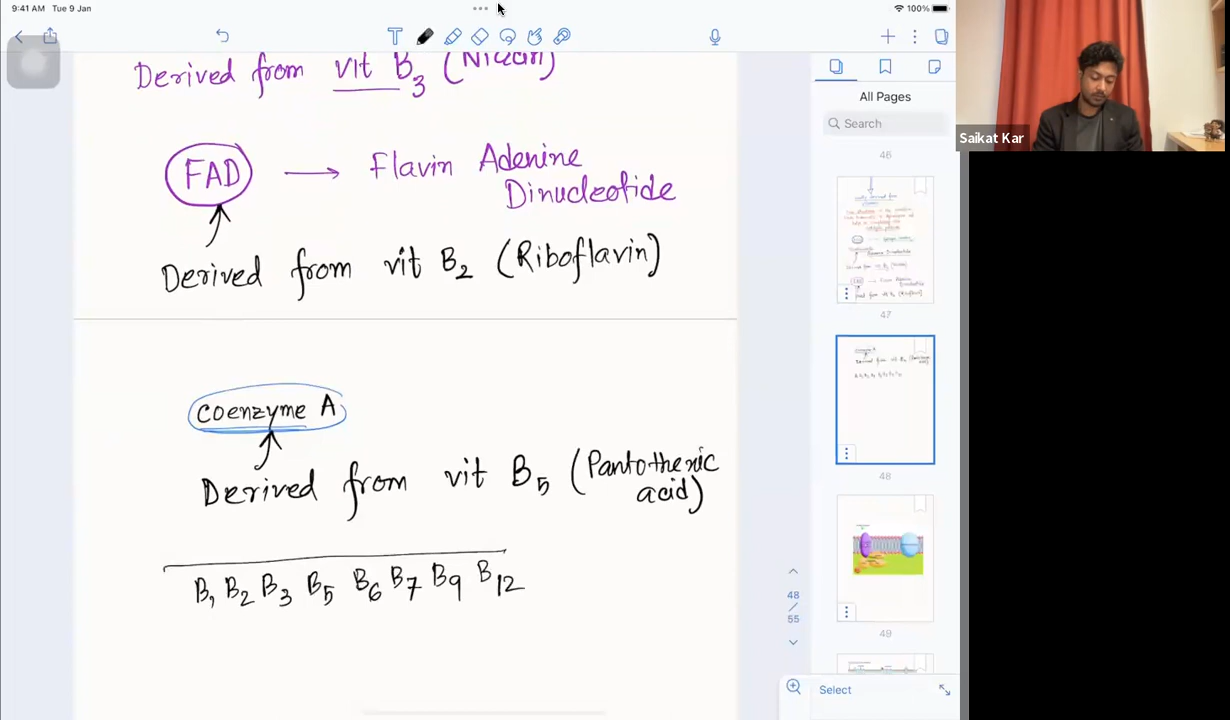 9:41 AM Tue 9 Jan
100%
Derived from vit B3 (Niacin)
FAD → Flavin Adenine
Dinucleotide
Derived from vit B2 (Riboflavin)
coenzyme A
Derived from vit B5 (Pantothenic
acid)
B1 B2 B3 B5 B6 B7 B9 B12
All Pages
Search
46
47
48
49
48
/
55
Select
Saikat Kar